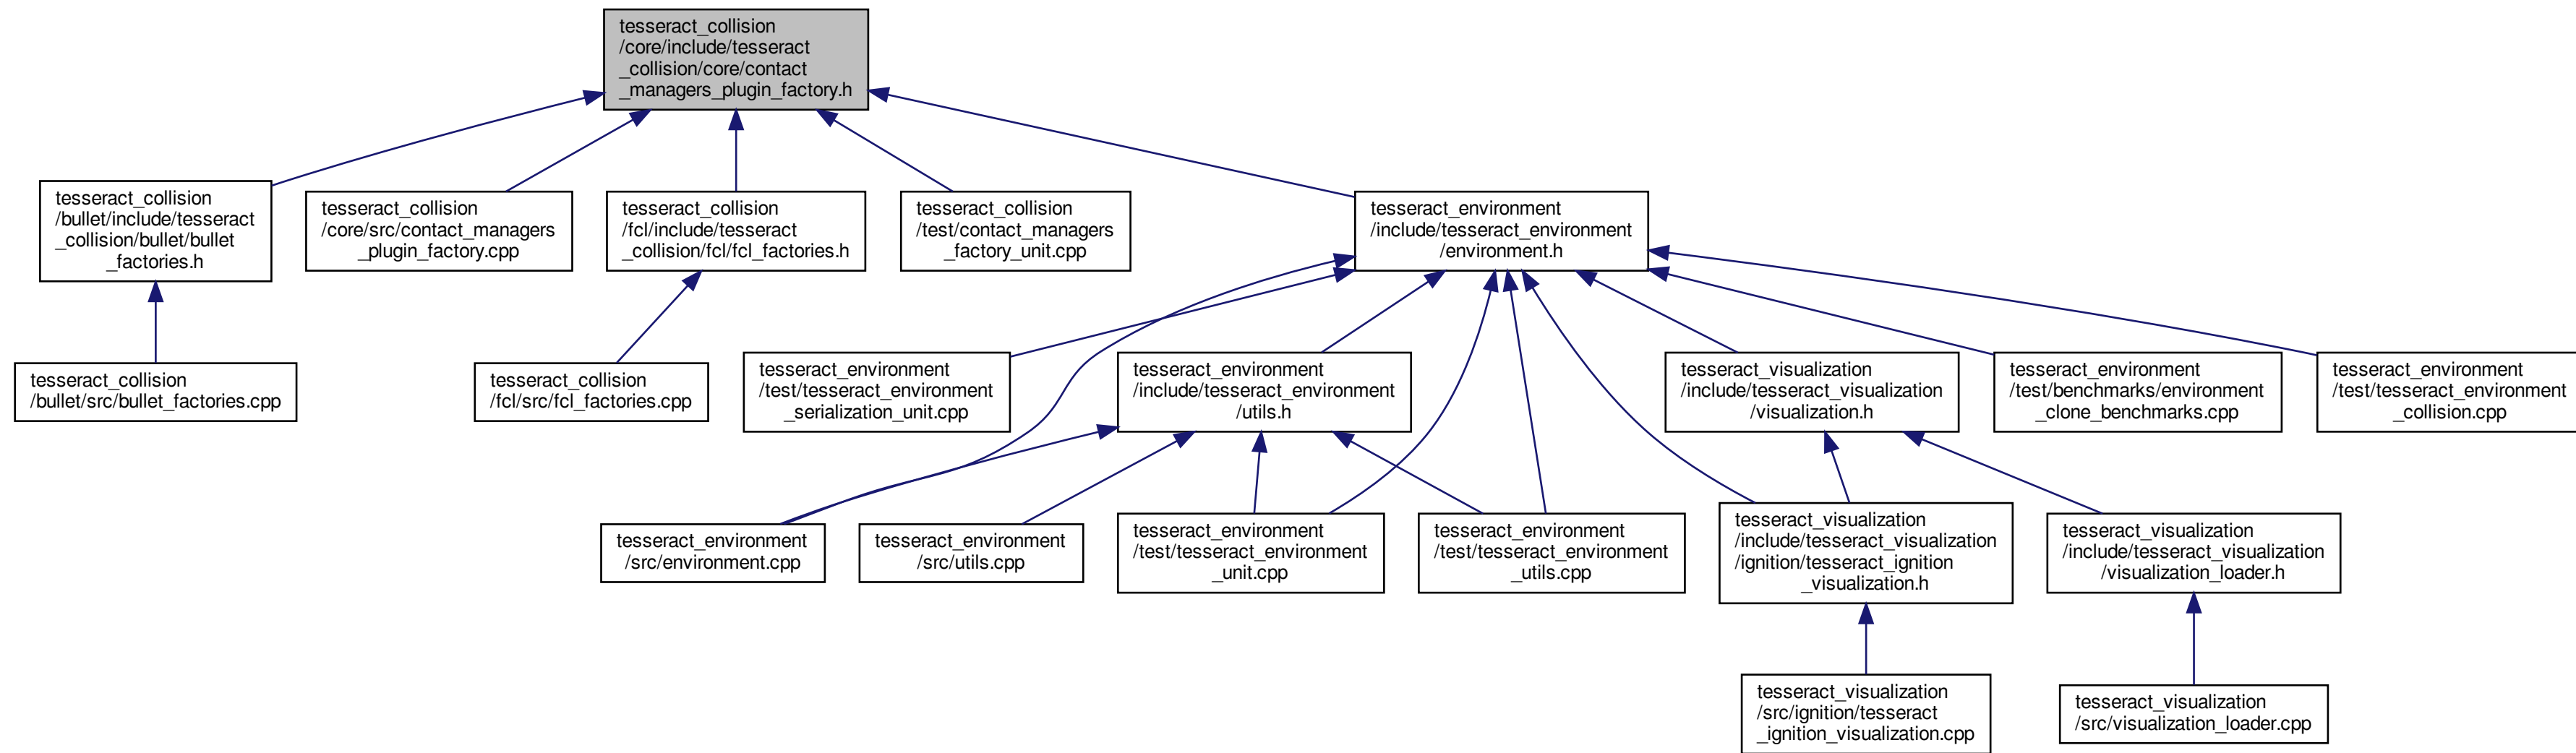 tesseract_collision
/core/include/tesseract
_collision/core/contact
_managers_plugin_factory.h
tesseract_collision
/bullet/include/tesseract
_collision/bullet/bullet
_factories.h
tesseract_collision
/core/src/contact_managers
_plugin_factory.cpp
tesseract_collision
/fcl/include/tesseract
_collision/fcl/fcl_factories.h
tesseract_collision
/test/contact_managers
_factory_unit.cpp
tesseract_environment
/include/tesseract_environment
/environment.h
tesseract_collision
/bullet/src/bullet_factories.cpp
tesseract_collision
/fcl/src/fcl_factories.cpp
tesseract_environment
/test/tesseract_environment
_serialization_unit.cpp
tesseract_environment
/include/tesseract_environment
/utils.h
tesseract_visualization
/include/tesseract_visualization
/visualization.h
tesseract_environment
/test/benchmarks/environment
_clone_benchmarks.cpp
tesseract_environment
/test/tesseract_environment
_collision.cpp
tesseract_environment
/src/environment.cpp
tesseract_environment
/src/utils.cpp
tesseract_environment
/test/tesseract_environment
_unit.cpp
tesseract_environment
/test/tesseract_environment
_utils.cpp
tesseract_visualization
/include/tesseract_visualization
/ignition/tesseract_ignition
_visualization.h
tesseract_visualization
/include/tesseract_visualization
/visualization_loader.h
tesseract_visualization
/src/ignition/tesseract
_ignition_visualization.cpp
tesseract_visualization
/src/visualization_loader.cpp